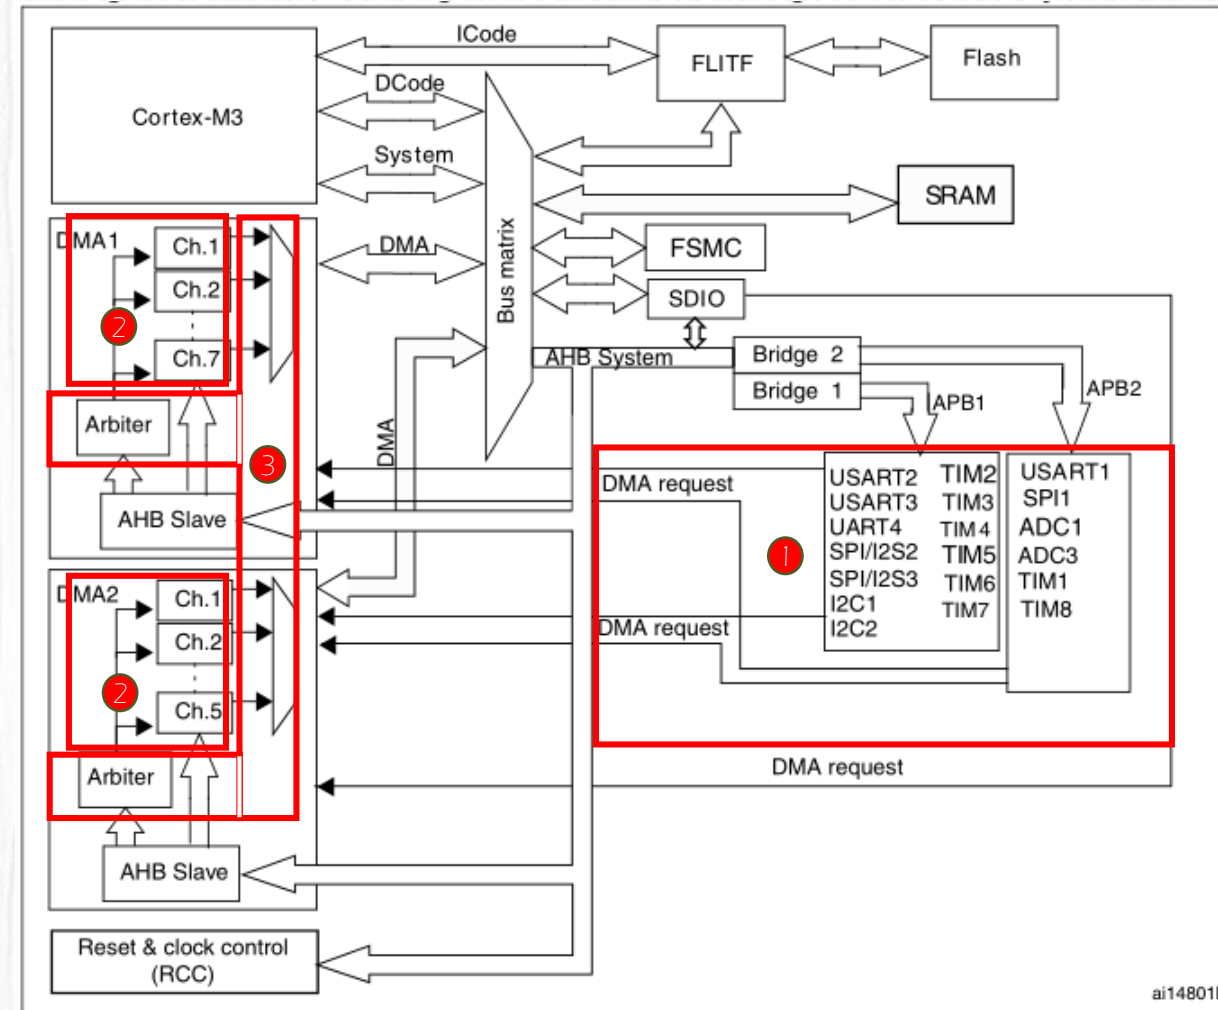 ICode
FLITF
Flash
Cortex-M3
DCode
System
SRAM
DMA1
Ch.1
DMA
Bus matrix
FSMC
Ch.2
SDIO
2
Ch.7
AHB System
Bridge 2
Bridge 1
APB1
APB2
Arbiter
DMA
3
DMA request
USART2
TIM2
USART1
USART3
TIM3
SPI1
AHB Slave
UART4
TIM4
ADC1
1
SPI/I2S2
TIM5
ADC3
SPI/I2S3
TIM6
TIM1
DMA2
Ch.1
I2C1
TIM7
TIM8
DMA request
I2C2
Ch.2
2
Ch.5
Arbiter
DMA request
AHB Slave
Reset & clock control
(RCC)
ai14801